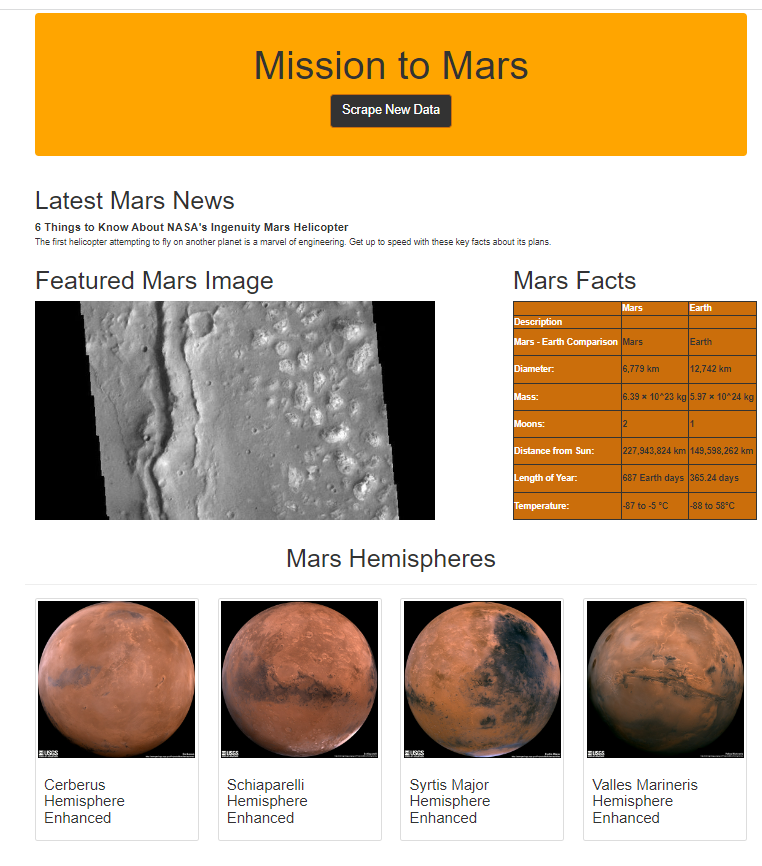 Mission to Mars
Scrape New Data
Latest Mars News
6 Things to Know About NASA's Ingenuity Mars Helicopter
The first helicopter attempting to fly on another planet is a marvel of engineering. Get up to speed with these key facts about its plans.
Featured Mars Image
Mars Facts
Mars Earth
Description
Mars - Earth Comparison Mars Earth
Diameter: 6,779 km 12,742 km
Mass: 6.39 × 10^23 kg 5.97 × 10^24 kg
Moons: 2 1
Distance from Sun: 227,943,824 km 149,598,262 km
Length of Year: 687 Earth days 365.24 days
Temperature: -87 to -5 °C -88 to 58°C
Mars Hemispheres
USGS
USGS
USGS
USGS
Cerberus
Hemisphere
Enhanced
Schiaparelli
Hemisphere
Enhanced
Syrtis Major
Hemisphere
Enhanced
Valles Marineris
Hemisphere
Enhanced